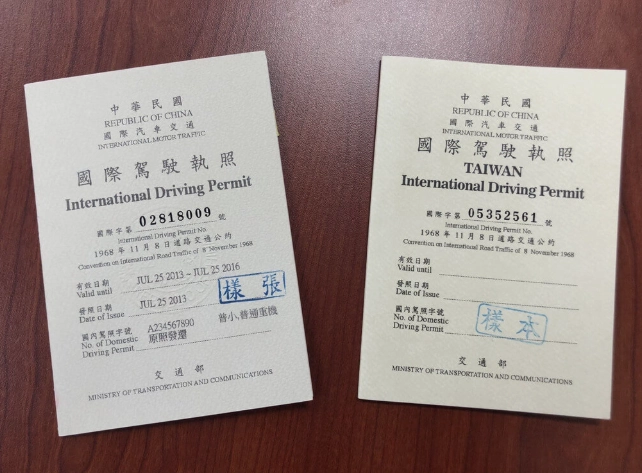 中華民國
REPUBLIC OF CHINA
國際汽車交通
INTERNATIONAL MOTOR TRAFFIC
國際駕駛執照
International Driving Permit
國際字第 02818009 號
International Driving Permit No.
1968 年 11 月 8 日道路交通公約
Convention on International Road Traffic of 8 November 1968
有效日期
Valid until JUL 25 2013 – JUL 25 2016
樣張
發照日期
Date of Issue JUL 25 2013
國內駕照字號 A234567890 普小,普通重機
No. of Domestic 原照發還
Driving Permit
交通部
MINISTRY OF TRANSPORTATION AND COMMUNICATIONS
中華民國
REPUBLIC OF CHINA
國際汽車交通
INTERNATIONAL MOTOR TRAFFIC
國際駕駛執照
TAIWAN
International Driving Permit
國際字第 05352561 號
International Driving Permit No.
1968 年 11 月 8 日道路交通公約
Convention on International Road Traffic of 8 November 1968
有效日期
Valid until
發照日期
Date of Issue
國內駕照字號
No. of Domestic
Driving Permit
樣本
交通部
MINISTRY OF TRANSPORTATION AND COMMUNICATIONS